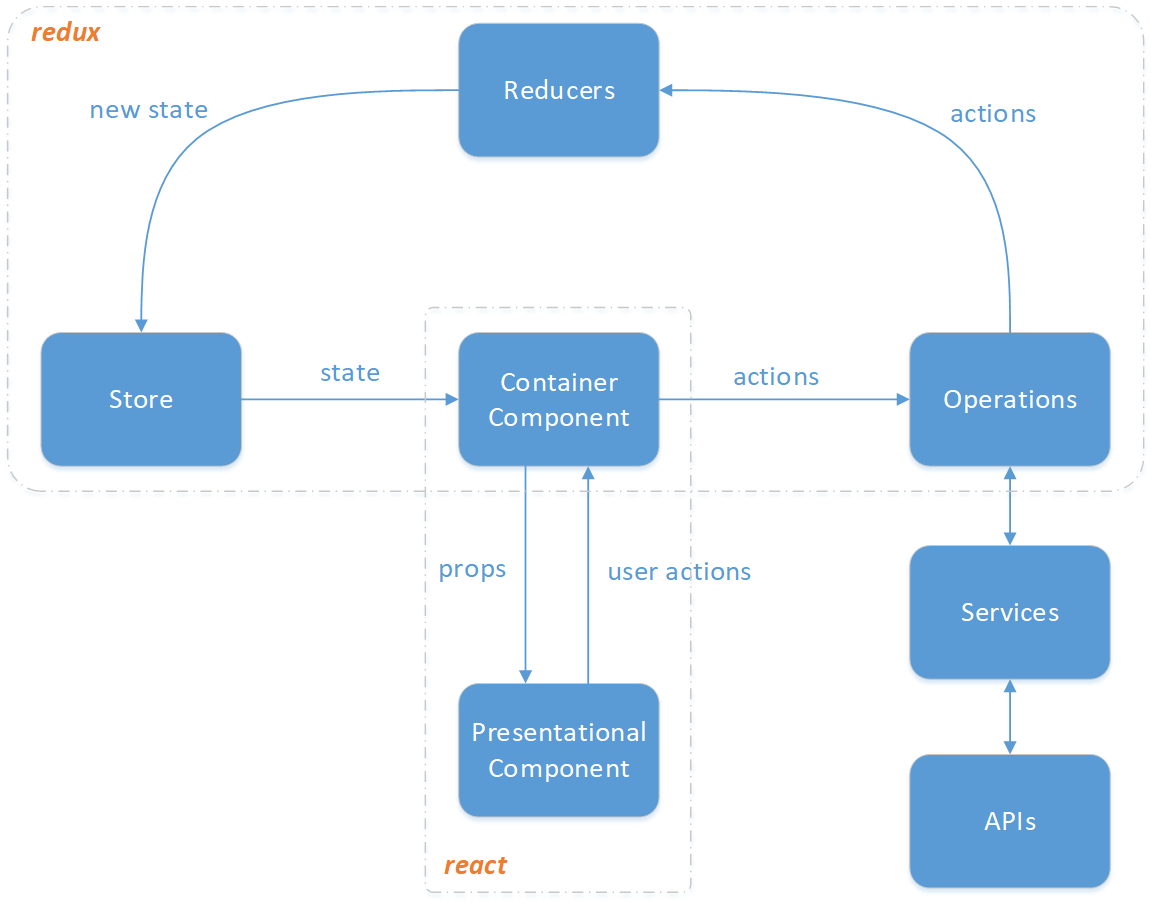 redux
Reducers
new state
actions
Store
state
Container
Component
actions
Operations
props
user actions
Services
Presentational
Component
APIs
react